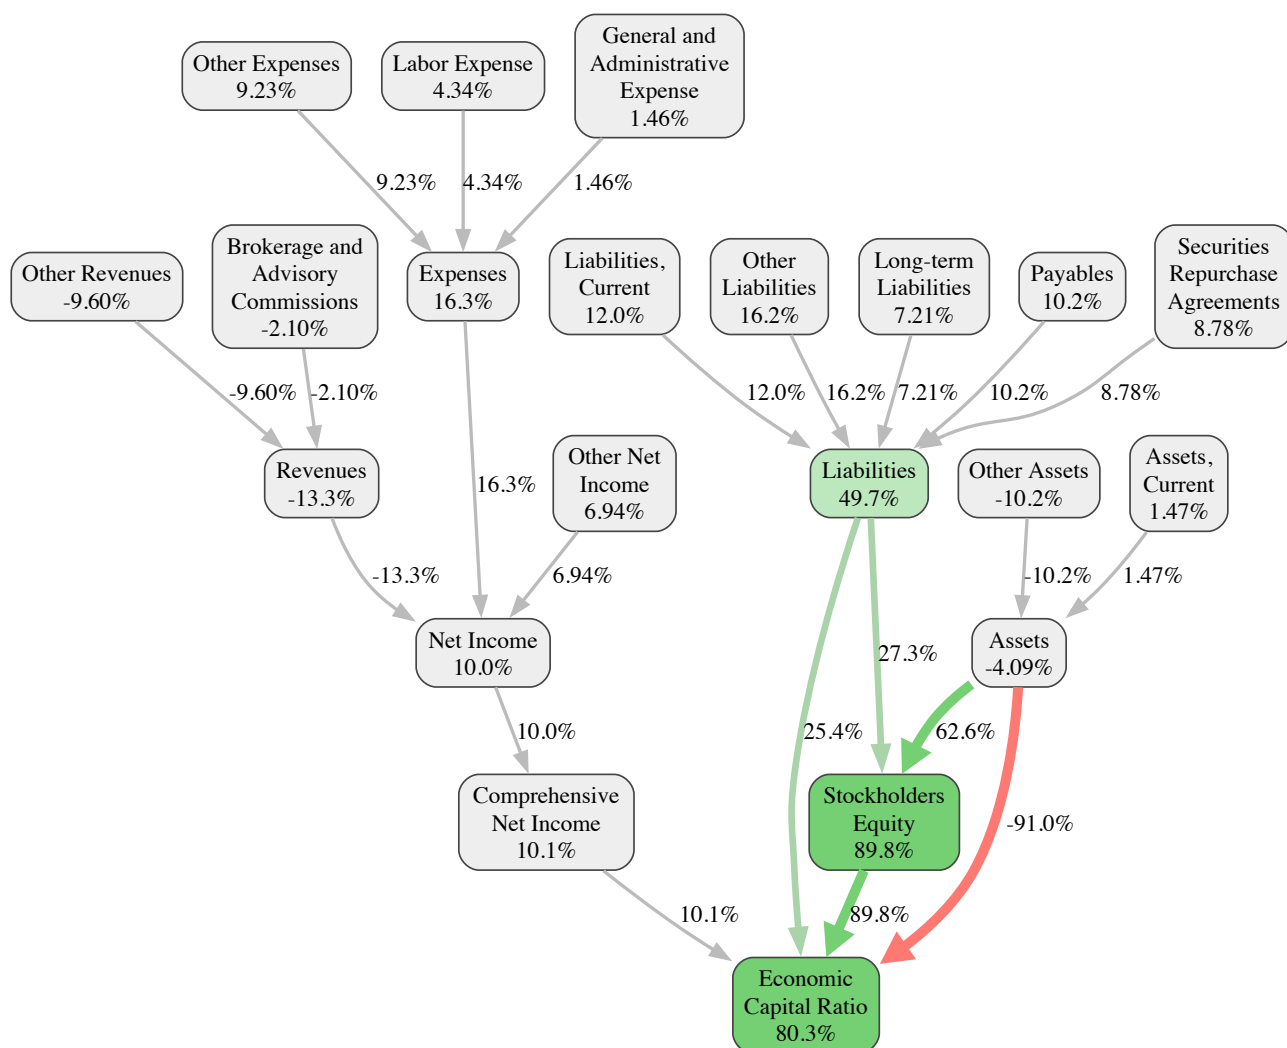 General and
Administrative
Expense
1.46%
Other Expenses
9.23%
Labor Expense
4.34%
9.23%
4.34%
1.46%
Other Revenues
-9.60%
Brokerage and
Advisory
Commissions
-2.10%
Expenses
16.3%
Liabilities,
Current
12.0%
Other
Liabilities
16.2%
Long-term
Liabilities
7.21%
Payables
10.2%
Securities
Repurchase
Agreements
8.78%
-9.60%
-2.10%
12.0%
16.2%
7.21%
10.2%
8.78%
Revenues
-13.3%
16.3%
Other Net
Income
6.94%
Liabilities
49.7%
Other Assets
-10.2%
Assets,
Current
1.47%
-13.3%
6.94%
-10.2%
1.47%
Net Income
10.0%
27.3%
Assets
-4.09%
10.0%
25.4%
62.6%
Comprehensive
Net Income
10.1%
Stockholders
Equity
89.8%
-91.0%
10.1%
89.8%
Economic
Capital Ratio
80.3%